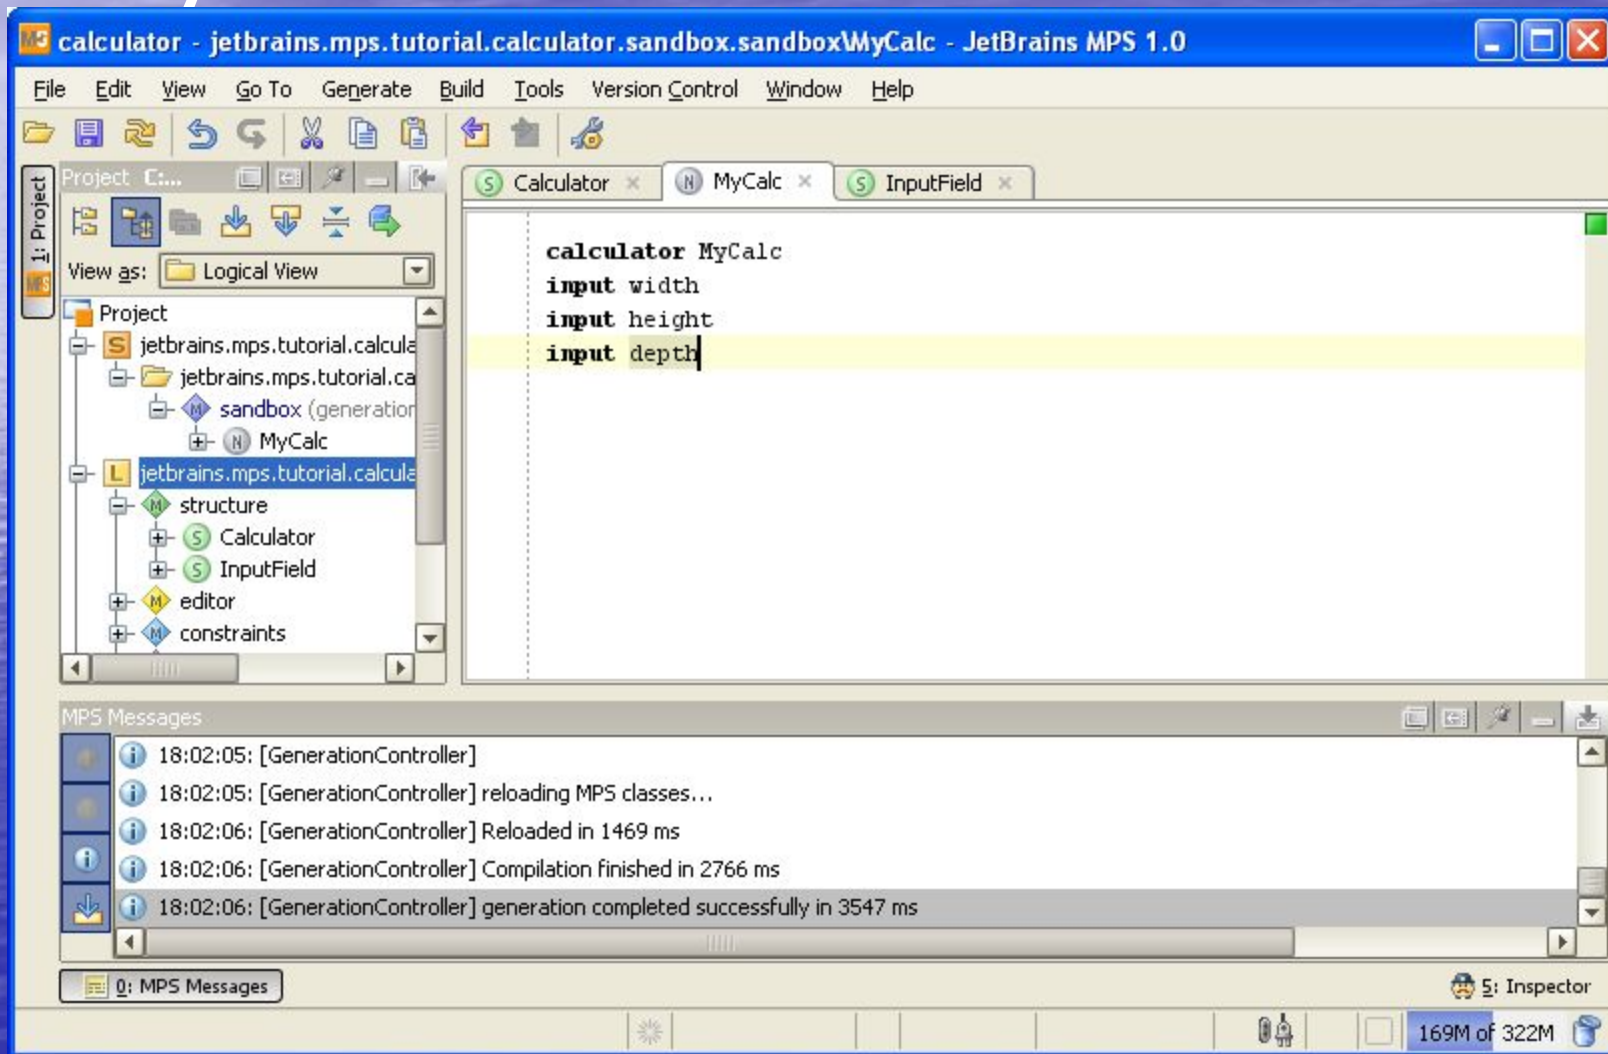 calculator - jetbrains.mps.tutorial.calculator.sandbox.sandbox\MyCalc - JetBrains MPS 1.0
File Edit View Go To Generate Build Tools Version Control Window Help
1: Project
Project C:...
View as: Logical View
Project
jetbrains.mps.tutorial.calcula
jetbrains.mps.tutorial.ca
sandbox (generation
MyCalc
jetbrains.mps.tutorial.calcula
structure
Calculator
InputField
editor
constraints
Calculator MyCalc InputField
calculator MyCalc
input width
input height
input depth
MPS Messages
18:02:05: [GenerationController]
18:02:05: [GenerationController] reloading MPS classes...
18:02:06: [GenerationController] Reloaded in 1469 ms
18:02:06: [GenerationController] Compilation finished in 2766 ms
18:02:06: [GenerationController] generation completed successfully in 3547 ms
0: MPS Messages
5: Inspector
169M of 322M